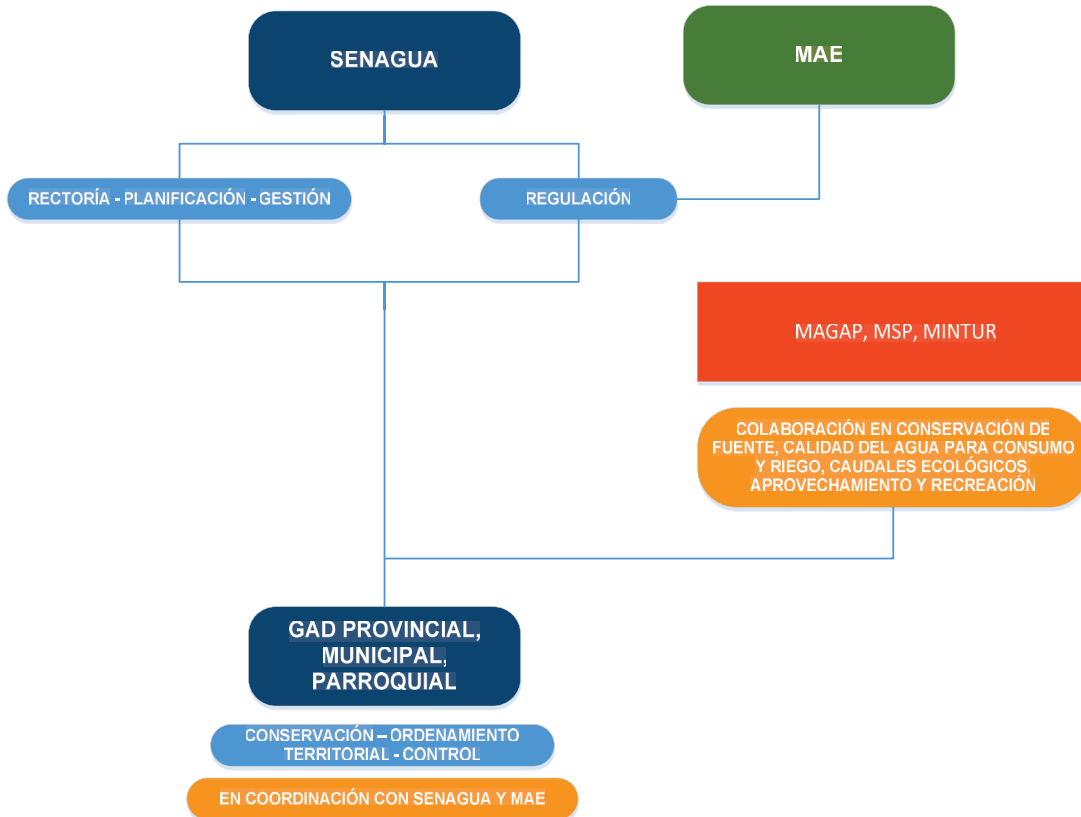 SENAGUA
MAE
RECTORÍA - PLANIFICACIÓN - GESTIÓN
REGULACIÓN
MAGAP, MSP, MINTUR
COLABORACIÓN EN CONSERVACIÓN DE
FUENTE, CALIDAD DEL AGUA PARA CONSUMO
Y RIEGO, CAUDALES ECOLÓGICOS,
APROVECHAMIENTO Y RECREACIÓN
GAD PROVINCIAL,
MUNICIPAL,
PARROQUIAL
CONSERVACIÓN – ORDENAMIENTO
TERRITORIAL - CONTROL
EN COORDINACIÓN CON SENAGUA Y MAE